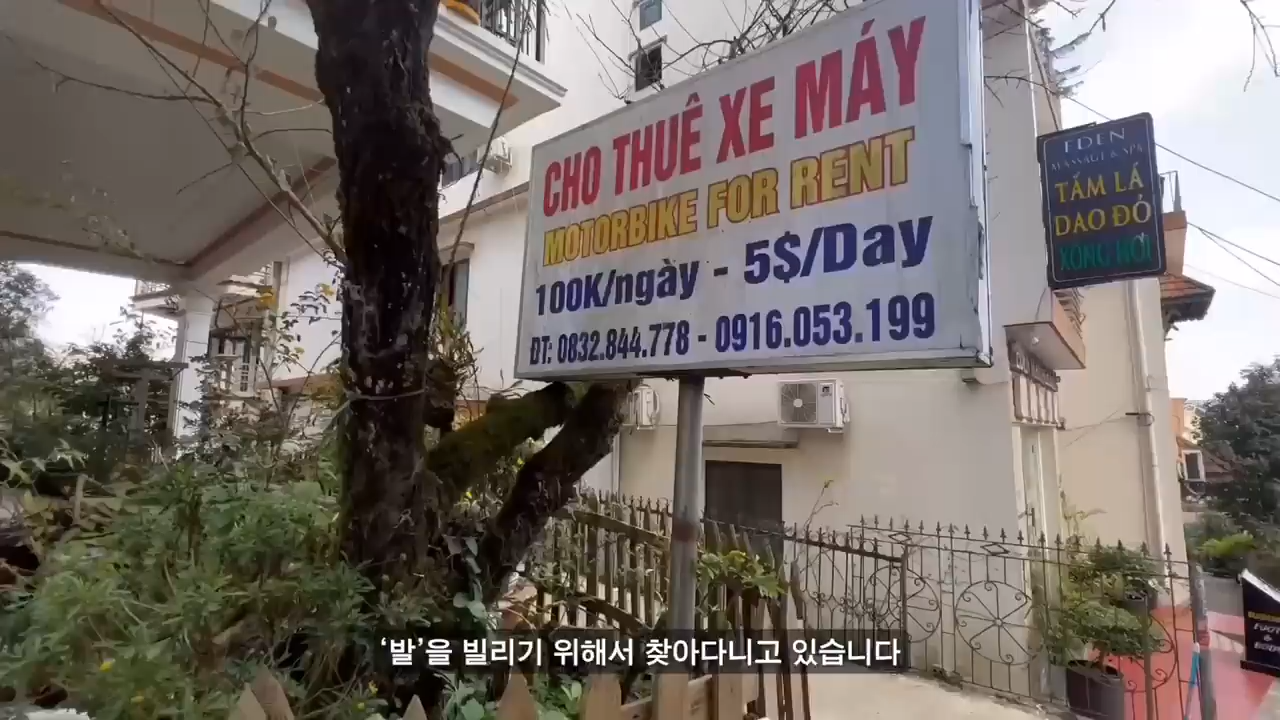 CHO THUÊ XE MÁY
MOTORBIKE FOR RENT
100K/ngày - 5$/Day
ĐT: 0832.844.778 - 0916.053.199
EDEN
MASSAGE & SPA
TẮM LÁ
DAO ĐỎ
XÔNG HƠI
‘발’을 빌리기 위해서 찾아다니고 있습니다